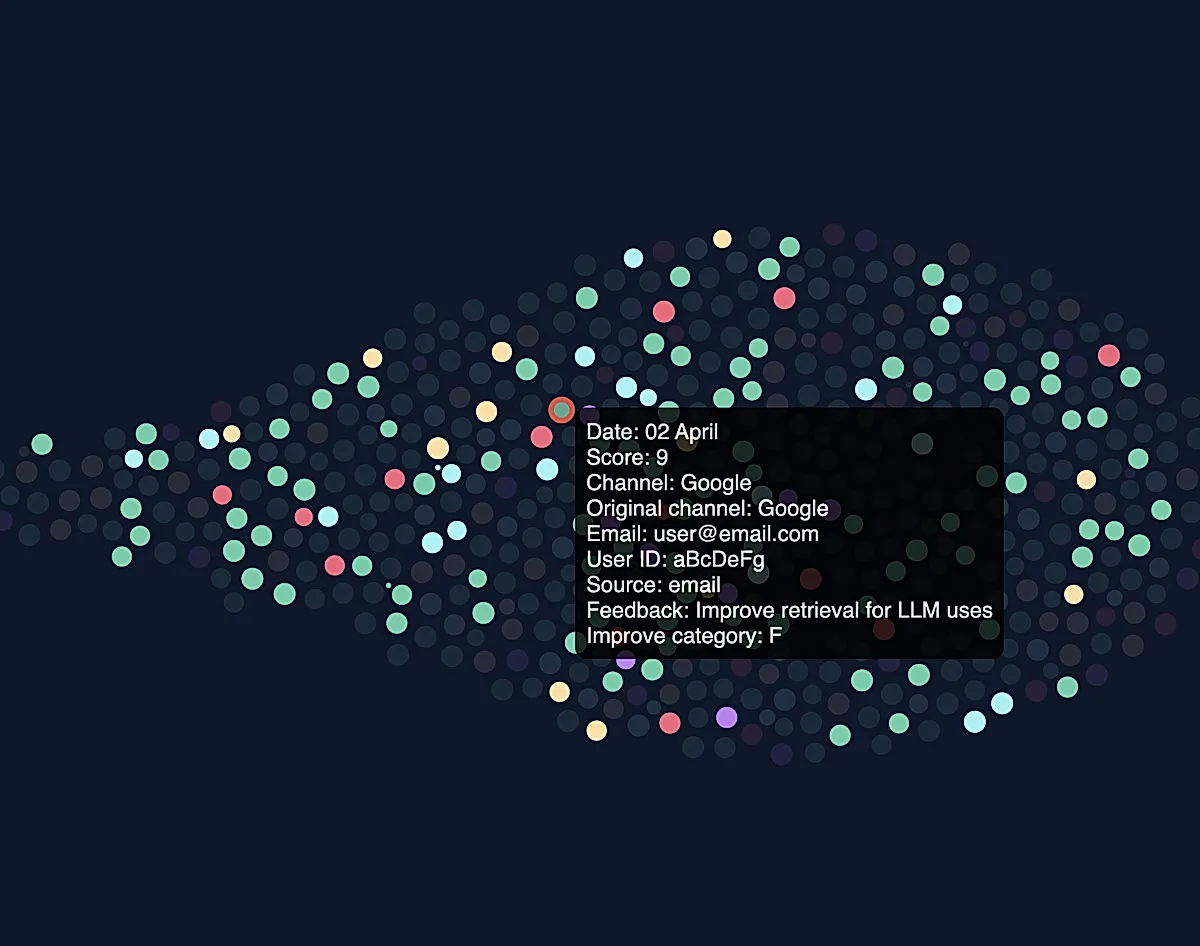 Date: 02 April
Score: 9
Channel: Google
Original channel: Google
Email: user@email.com
User ID: aBcDeFg
Source: email
Feedback: Improve retrieval for LLM uses
Improve category: F